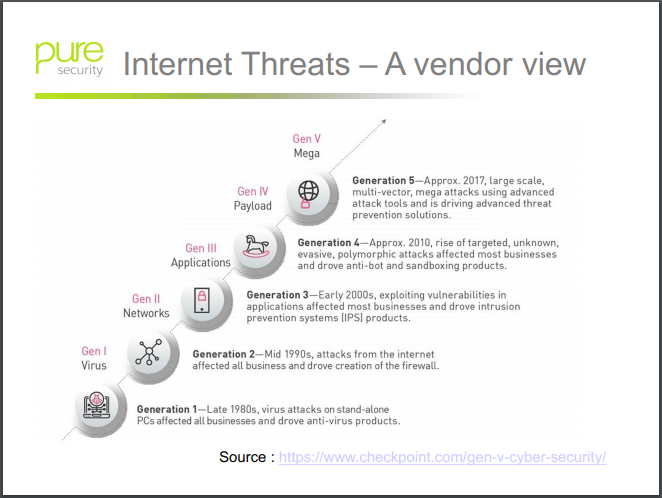 pure
security
Internet Threats – A vendor view
Gen V
Mega
Generation 5—Approx. 2017, large scale,
multi-vector, mega attacks using advanced
attack tools and is driving advanced threat
prevention solutions.
Gen IV
Payload
Generation 4—Approx. 2010, rise of targeted, unknown,
evasive, polymorphic attacks affected most businesses
and drove anti-bot and sandboxing products.
Gen III
Applications
Generation 3—Early 2000s, exploiting vulnerabilities in
applications affected most businesses and drove intrusion
prevention systems (IPS) products.
Gen II
Networks
Generation 2—Mid 1990s, attacks from the internet
affected all business and drove creation of the firewall.
Gen I
Virus
Generation 1—Late 1980s, virus attacks on stand-alone
PCs affected all businesses and drove anti-virus products.
Source : https://www.checkpoint.com/gen-v-cyber-security/